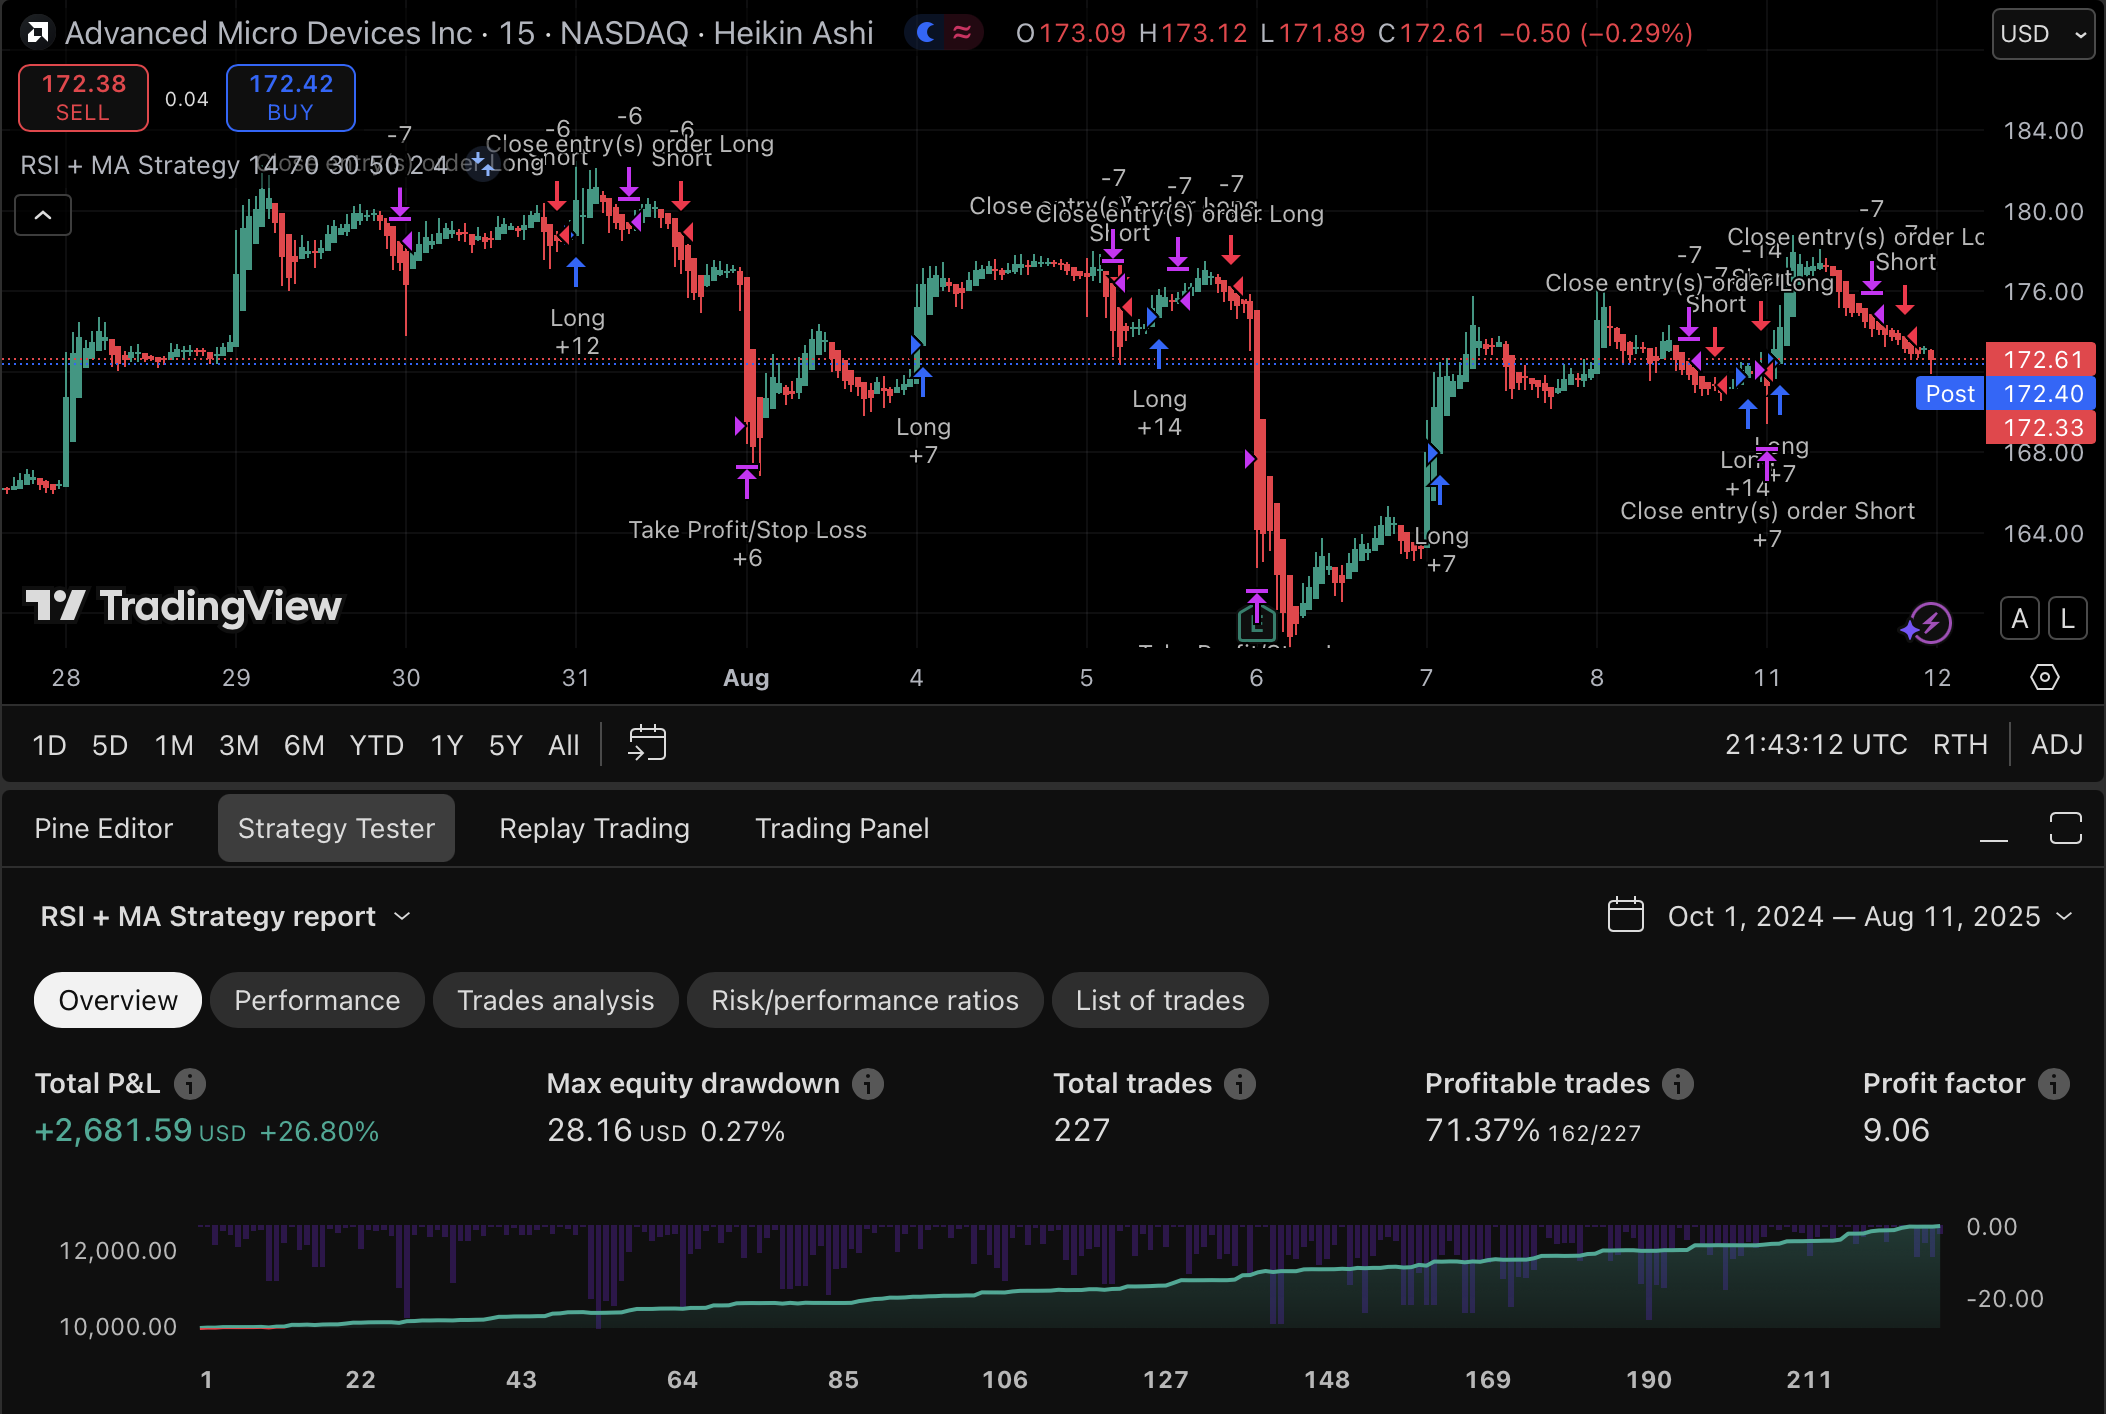 Advanced Micro Devices Inc · 15 · NASDAQ · Heikin Ashi
O173.09 H173.12 L171.89 C172.61 −0.50 (−0.29%)
USD
172.38
SELL
0.04
172.42
BUY
RSI + MA Strategy 14 70 30 50 2 4
-7
Close entry(s) order Long
-6
Short
-6
Close entry(s) order Long
-6
Short
Long
+12
Take Profit/Stop Loss
+6
Long
+7
-7
Close entry(s) order Long
Short
-7
Close entry(s) order Long
-7
Long
+14
Long
+7
-7
Close entry(s) order Long
-7
Short
-14
Short
-7
Short
Long
+14
Long
+7
Close entry(s) order Short
+7
184.00
180.00
176.00
172.61
Post 172.40
172.33
168.00
164.00
TradingView
A L
28 29 30 31 Aug 4 5 6 7 8 11 12
1D 5D 1M 3M 6M YTD 1Y 5Y All
21:43:12 UTC RTH ADJ
Pine Editor Strategy Tester Replay Trading Trading Panel
RSI + MA Strategy report
Oct 1, 2024 — Aug 11, 2025
Overview Performance Trades analysis Risk/performance ratios List of trades
Total P&L
+2,681.59 USD +26.80%
Max equity drawdown
28.16 USD 0.27%
Total trades
227
Profitable trades
71.37% 162/227
Profit factor
9.06
12,000.00
10,000.00
0.00
-20.00
1 22 43 64 85 106 127 148 169 190 211